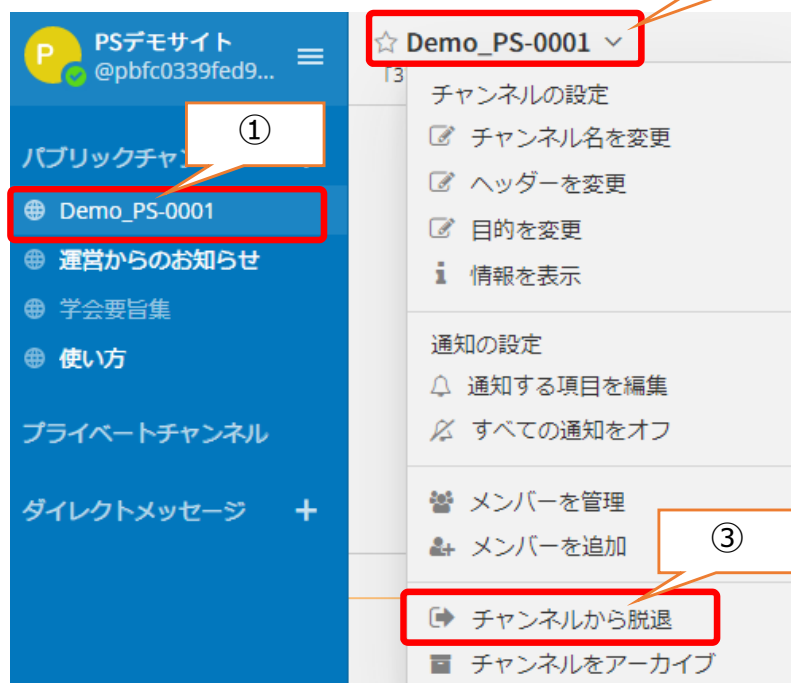 P
PSデモサイト
@pbfc0339fed9...
①
パブリックチャン
Demo_PS-0001
運営からのお知らせ
学会要旨集
使い方
プライベートチャンネル
ダイレクトメッセージ +
Demo_PS-0001
「3
チャンネルの設定
チャンネル名を変更
ヘッダーを変更
目的を変更
情報を表示
通知の設定
通知する項目を編集
すべての通知をオフ
メンバーを管理
メンバーを追加
③
チャンネルから脱退
チャンネルをアーカイブ